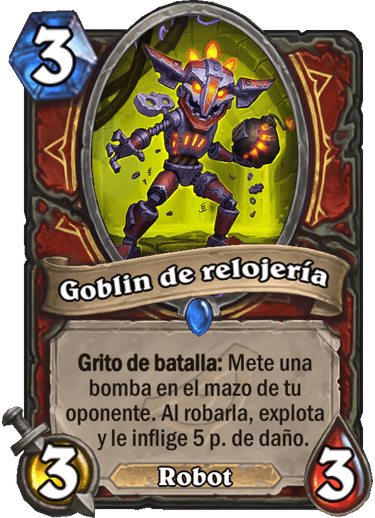 3
Goblin de relojería
Grito de batalla: Mete una
bomba en el mazo de tu
oponente. Al robarla, explota
y le inflige 5 p. de daño.
3
Robot
3